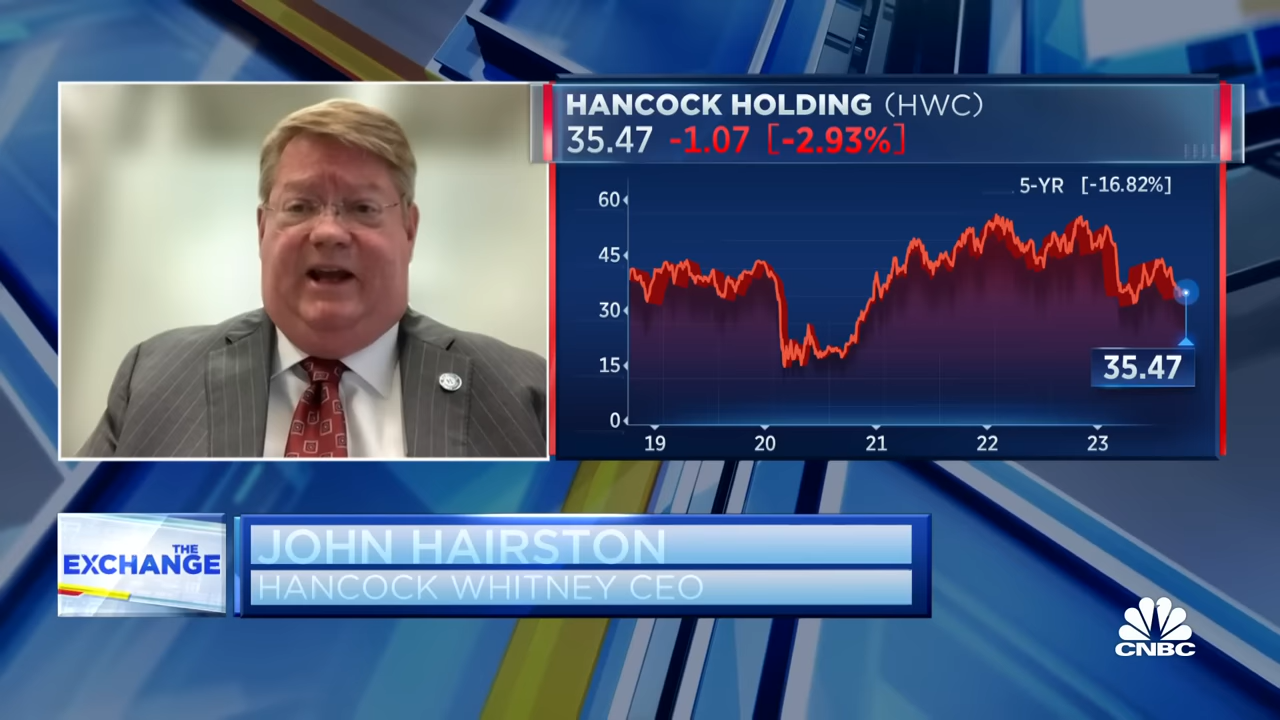 HANCOCK HOLDING (HWC)
35.47 -1.07 [-2.93%]
5-YR [-16.82%]
60
45
30
15
0
35.47
19 20 21 22 23
THE
EXCHANGE
JOHN HAIRSTON
HANCOCK WHITNEY CEO
CNBC